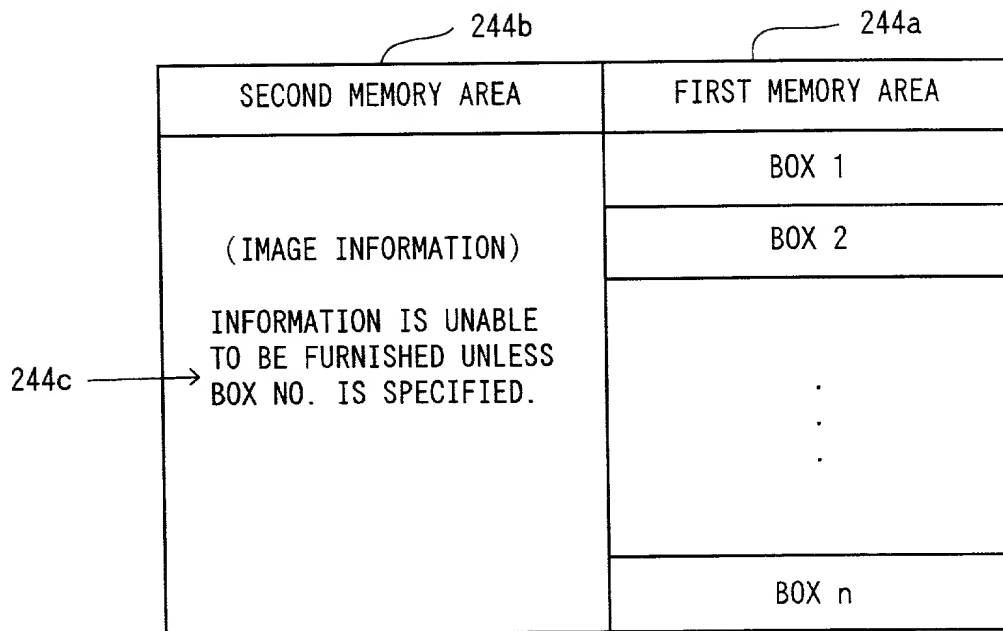 244b
244a
SECOND MEMORY AREA
FIRST MEMORY AREA
BOX 1
BOX 2
(IMAGE INFORMATION)
INFORMATION IS UNABLE
TO BE FURNISHED UNLESS
BOX NO. IS SPECIFIED.
244c
BOX n